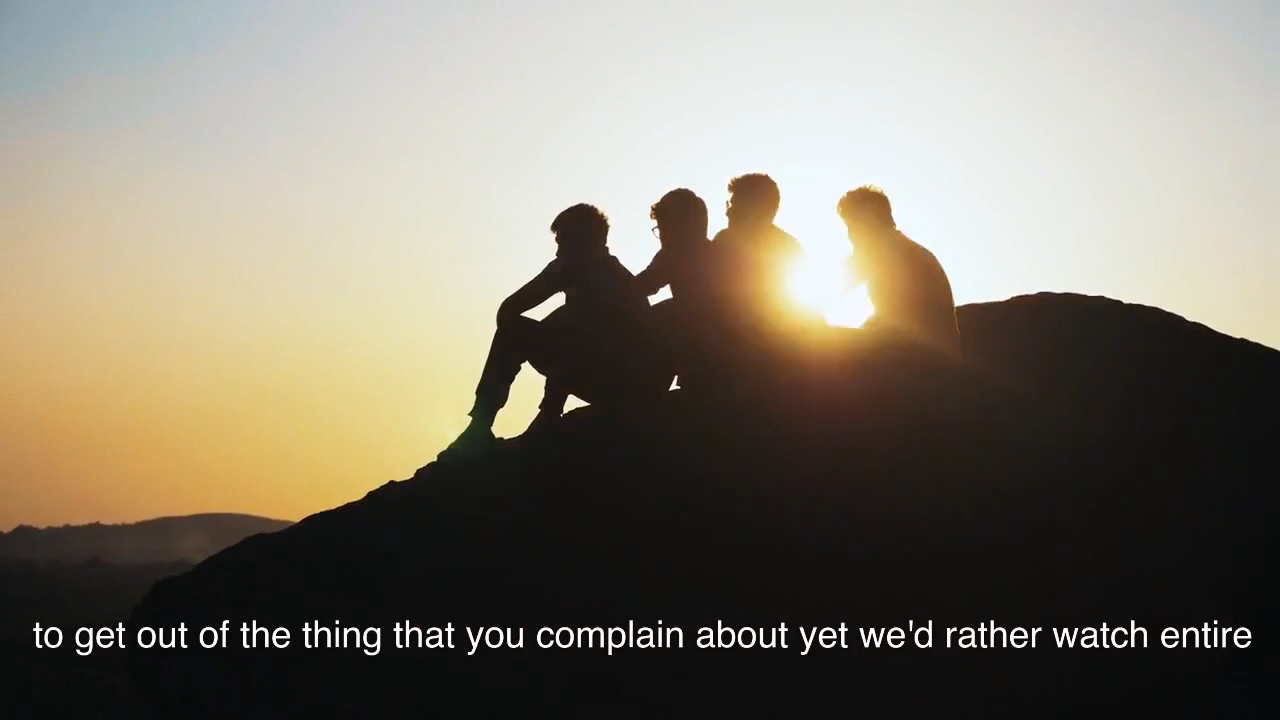 to get out of the thing that you complain about yet we'd rather watch entire